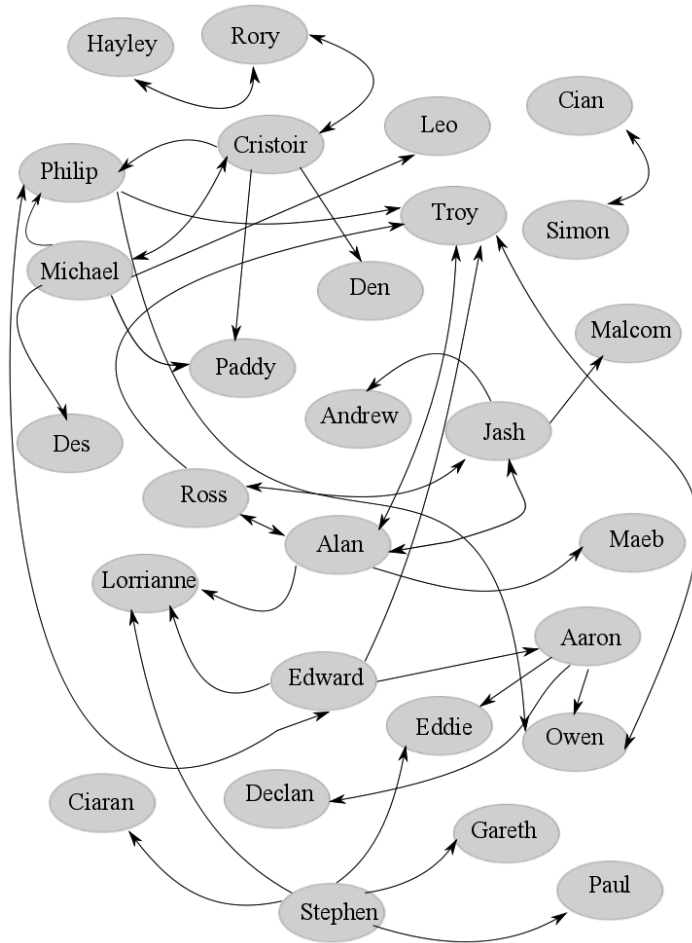 Hayley
Rory
Cian
Leo
Cristoir
Philip
Troy
Simon
Michael
Den
Malcom
Paddy
Andrew
Jash
Des
Ross
Alan
Maeb
Lorrianne
Aaron
Edward
Eddie
Owen
Declan
Ciaran
Gareth
Paul
Stephen